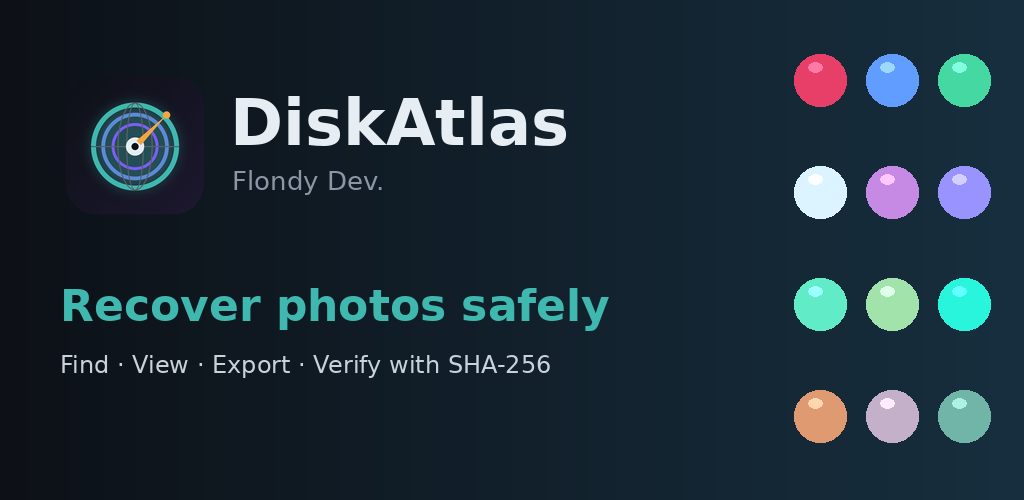 DiskAtlas
Flondy Dev.
Recover photos safely
Find · View · Export · Verify with SHA-256